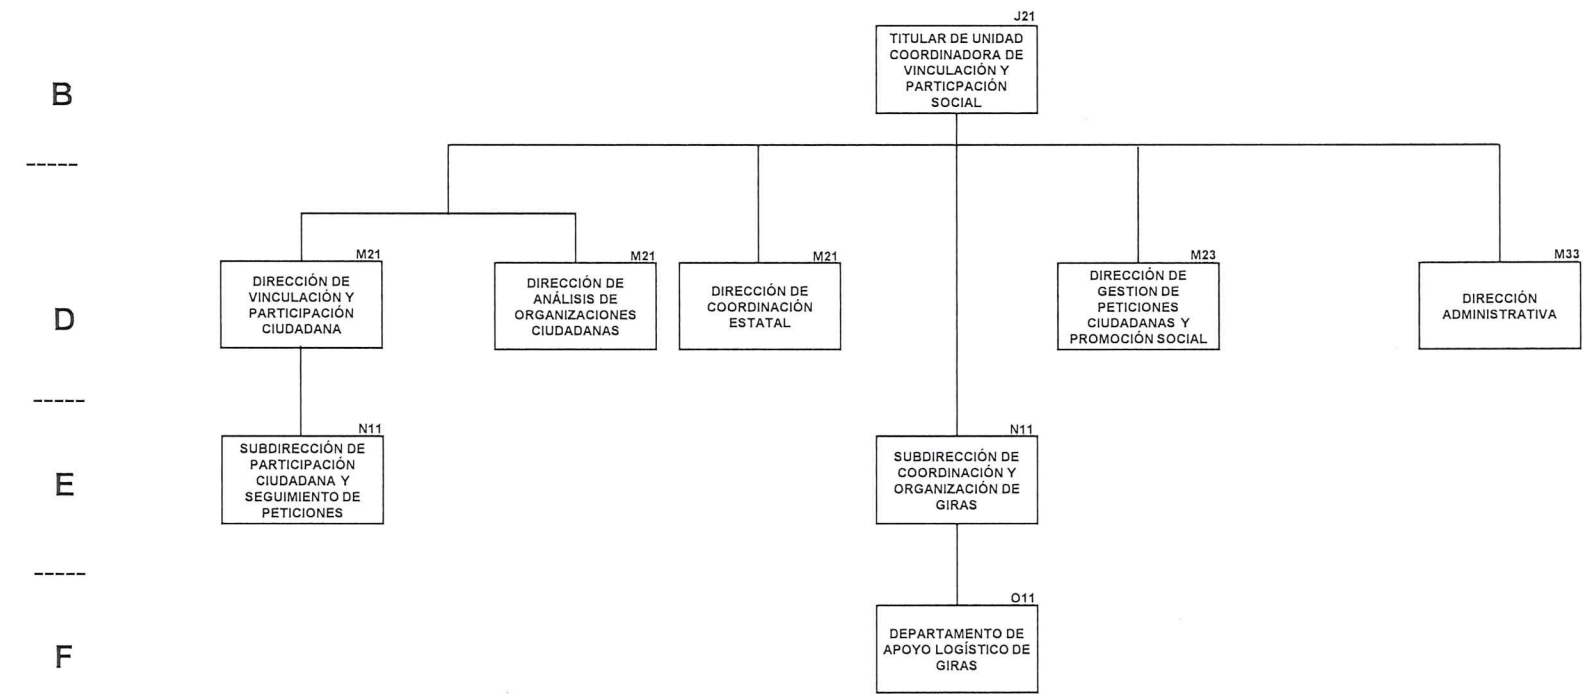 J21
TITULAR DE UNIDAD
COORDINADORA DE
VINCULACIÓN Y
PARTICPACIÓN
SOCIAL
B
-----
M21
DIRECCIÓN DE
VINCULACIÓN Y
PARTICIPACIÓN
CIUDADANA
M21
DIRECCIÓN DE
ANÁLISIS DE
ORGANIZACIONES
CIUDADANAS
M21
DIRECCIÓN DE
COORDINACIÓN
ESTATAL
M23
DIRECCIÓN DE
GESTION DE
PETICIONES
CIUDADANAS Y
PROMOCIÓN SOCIAL
M33
DIRECCIÓN
ADMINISTRATIVA
D
-----
N11
SUBDIRECCIÓN DE
PARTICIPACIÓN
CIUDADANA Y
SEGUIMIENTO DE
PETICIONES
N11
SUBDIRECCIÓN DE
COORDINACIÓN Y
ORGANIZACIÓN DE
GIRAS
E
-----
O11
DEPARTAMENTO DE
APOYO LOGÍSTICO DE
GIRAS
F